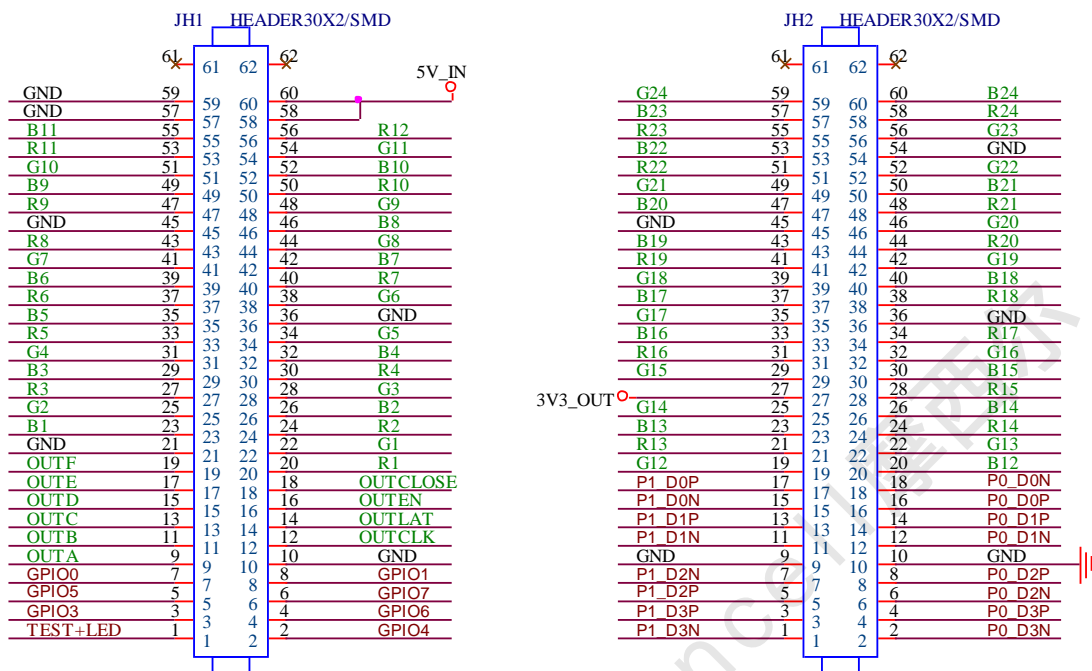 JH1 HEADER30X2/SMD
61 61 62 62
5V_IN
GND 59 59 60 60
GND 57 57 58 58
B11 55 55 56 56 R12
R11 53 53 54 54 G11
G10 51 51 52 52 B10
B9 49 49 50 50 R10
R9 47 47 48 48 G9
GND 45 45 46 46 B8
R8 43 43 44 44 G8
G7 41 41 42 42 B7
B6 39 39 40 40 R7
R6 37 37 38 38 G6
B5 35 35 36 36 GND
R5 33 33 34 34 G5
G4 31 31 32 32 B4
B3 29 29 30 30 R4
R3 27 27 28 28 G3
G2 25 25 26 26 B2
B1 23 23 24 24 R2
GND 21 21 22 22 G1
OUTF 19 19 20 20 R1
OUTE 17 17 18 18 OUTCLOSE
OUTD 15 15 16 16 OUTEN
OUTC 13 13 14 14 OUTLAT
OUTB 11 11 12 12 OUTCLK
OUTA 9 9 10 10 GND
GPIO0 7 7 8 8 GPIO1
GPIO5 5 5 6 6 GPIO7
GPIO3 3 3 4 4 GPIO6
TEST+LED 1 1 2 2 GPIO4
JH2 HEADER30X2/SMD
61 61 62 62
G24 59 59 60 60 B24
B23 57 57 58 58 R24
R23 55 55 56 56 G23
B22 53 53 54 54 GND
R22 51 51 52 52 G22
G21 49 49 50 50 B21
B20 47 47 48 48 R21
GND 45 45 46 46 G20
B19 43 43 44 44 R20
R19 41 41 42 42 G19
G18 39 39 40 40 B18
B17 37 37 38 38 R18
G17 35 35 36 36 GND
B16 33 33 34 34 R17
R16 31 31 32 32 G16
G15 29 29 30 30 B15
3V3_OUT 27 27 28 28 R15
G14 25 25 26 26 B14
B13 23 23 24 24 R14
R13 21 21 22 22 G13
G12 19 19 20 20 B12
P1_D0P 17 17 18 18 P0_D0N
P1_D0N 15 15 16 16 P0_D0P
P1_D1P 13 13 14 14 P0_D1P
P1_D1N 11 11 12 12 P0_D1N
GND 9 9 10 10 GND
P1_D2N 7 7 8 8 P0_D2P
P1_D2P 5 5 6 6 P0_D2N
P1_D3P 3 3 4 4 P0_D3P
P1_D3N 1 1 2 2 P0_D3N
ncell摩西尔